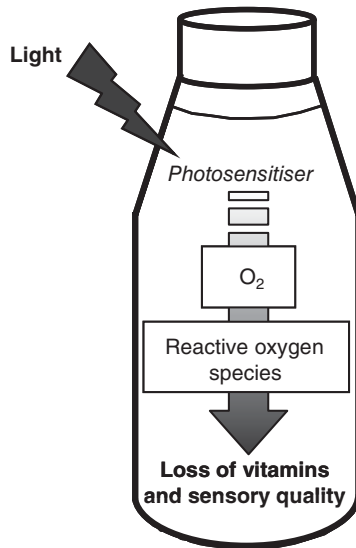 Light
Photosensitiser
O₂
Reactive oxygen
species
Loss of vitamins
and sensory quality